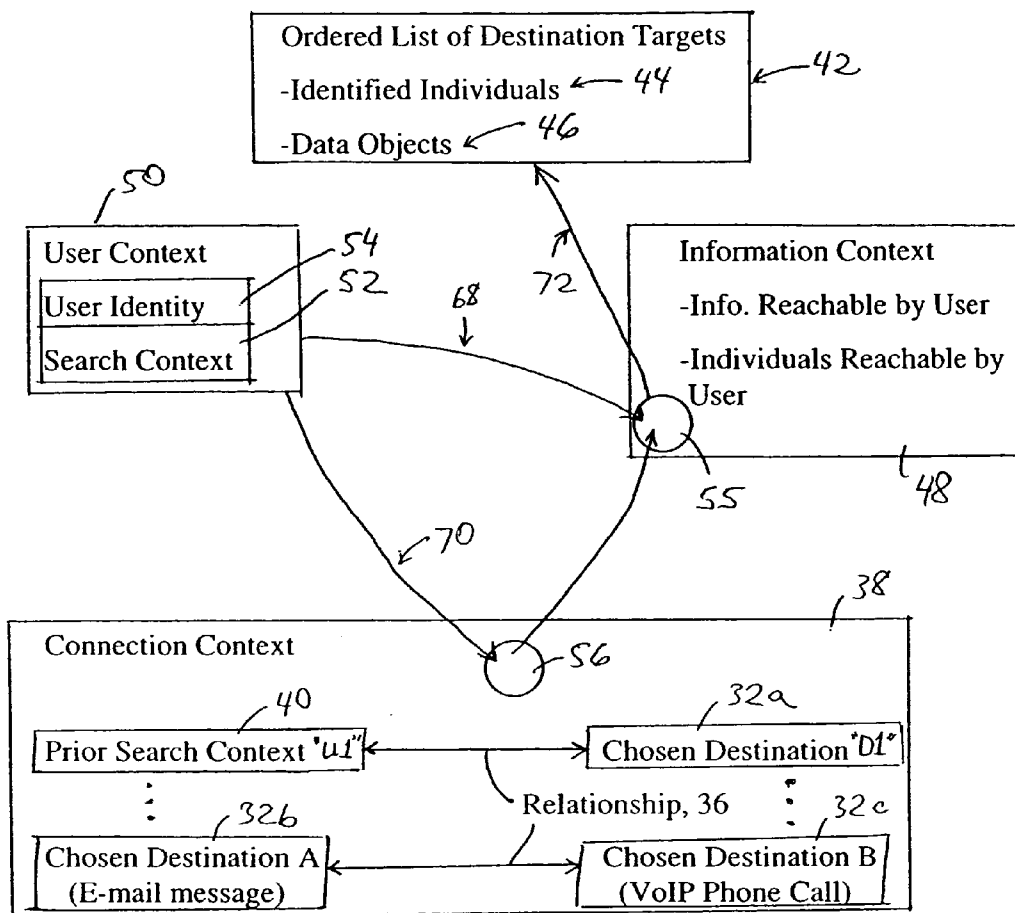 Ordered List of Destination Targets
-Identified Individuals 44
-Data Objects 46
42
50
User Context
User Identity
Search Context
54
52
68
72
Information Context
-Info. Reachable by User
-Individuals Reachable by
User
55
48
70
38
Connection Context
56
40
32a
Prior Search Context "U1"
Chosen Destination "D1"
Relationship, 36
32b
32c
Chosen Destination A
(E-mail message)
Chosen Destination B
(VoIP Phone Call)